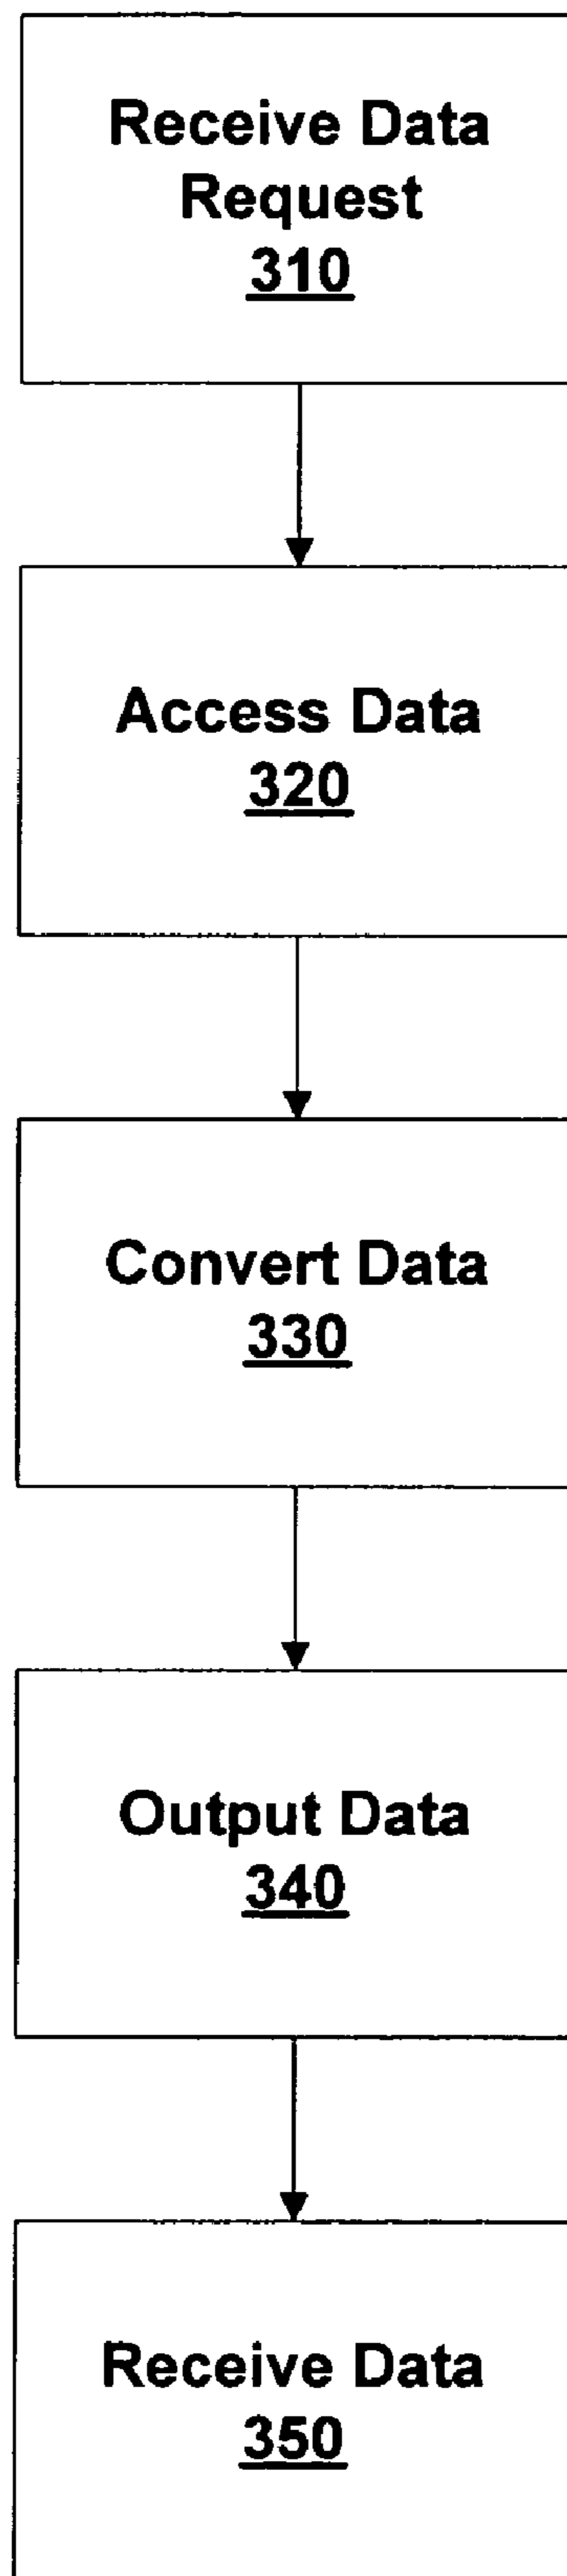 Receive Data
Request
310
Access Data
320
Convert Data
330
Output Data
340
Receive Data
350